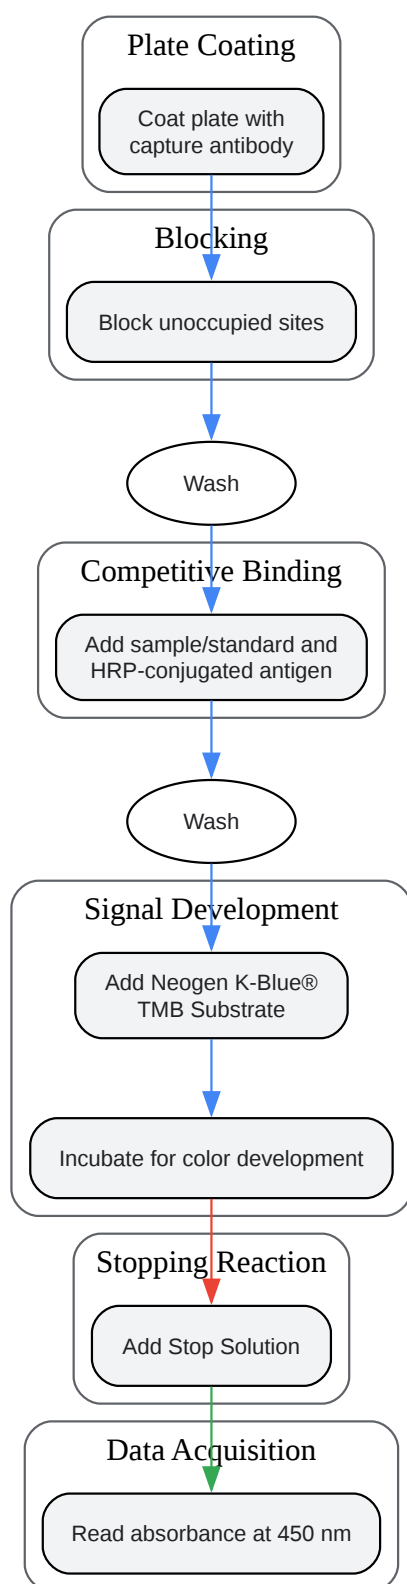 Plate Coating
Coat plate with
capture antibody
Blocking
Block unoccupied sites
Wash
Competitive Binding
Add sample/standard and
HRP-conjugated antigen
Wash
Signal Development
Add Neogen K-Blue®
TMB Substrate
Incubate for color development
Stopping Reaction
Add Stop Solution
Data Acquisition
Read absorbance at 450 nm